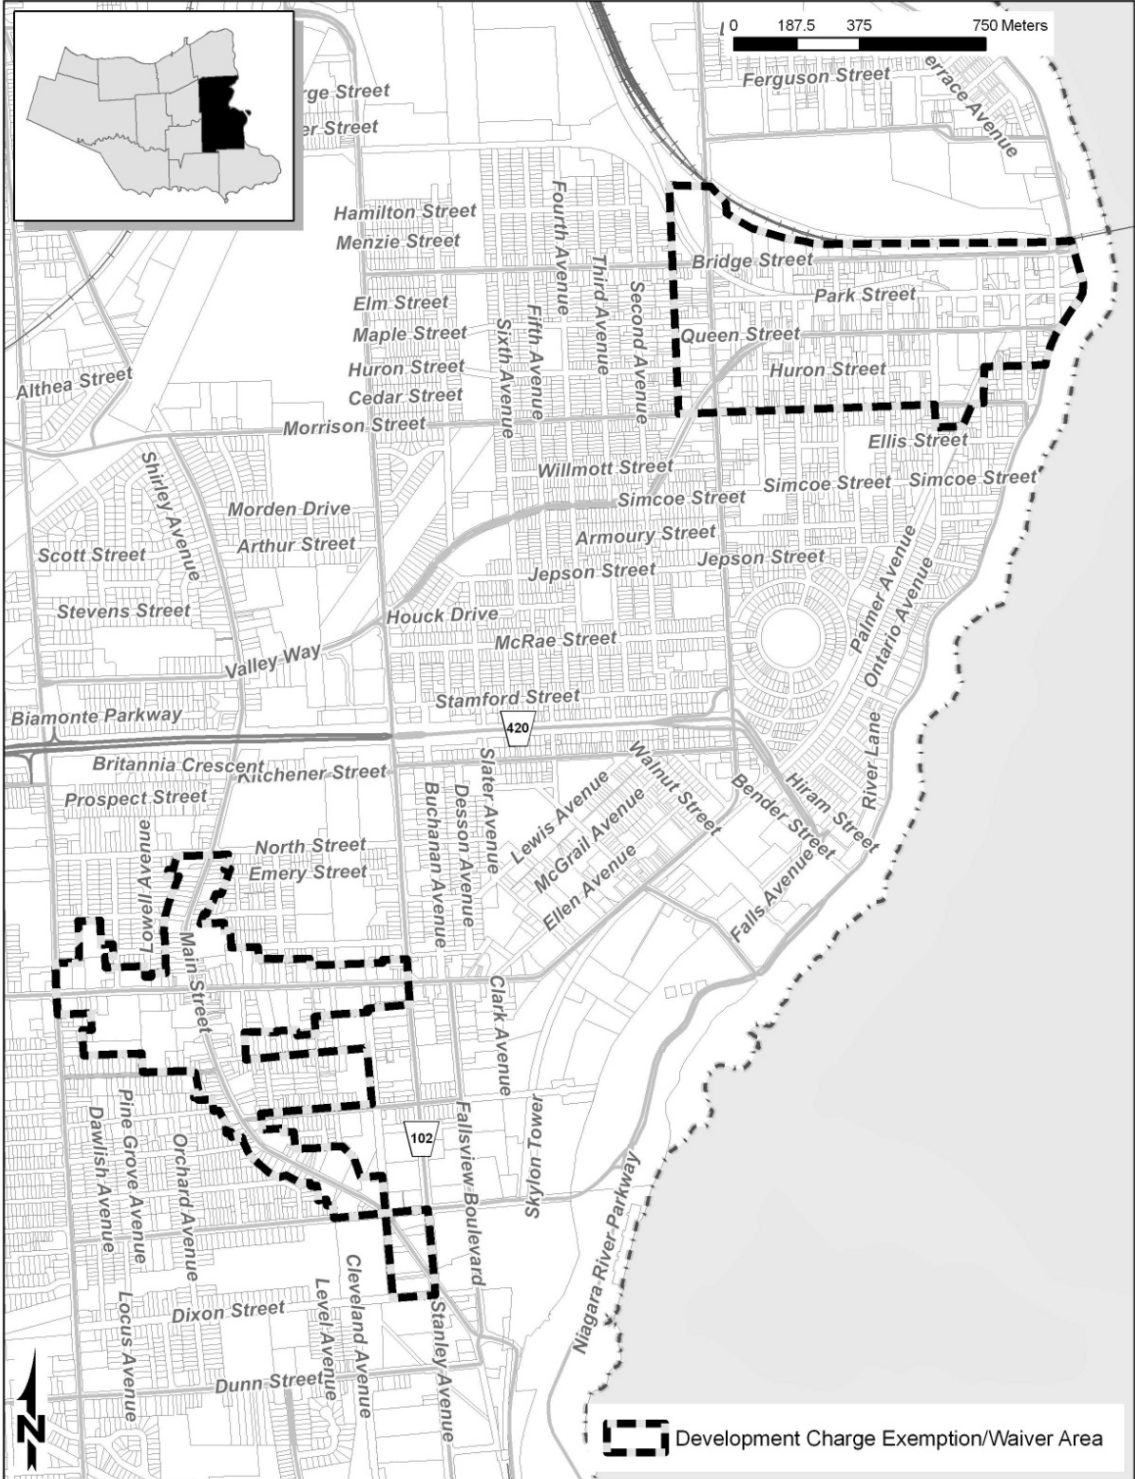 0 187.5 375 750 Meters
Ferguson Street
errace Avenue
rge Street
er Street
Hamilton Street
Menzie Street
Fourth Avenue
Third Avenue
Second Avenue
Bridge Street
Park Street
Elm Street
Maple Street
Fifth Avenue
Sixth Avenue
Queen Street
Huron Street
Huron Street
Althea Street
Cedar Street
Morrison Street
Ellis Street
Willmott Street
Shirley Avenue
Simcoe Street
Simcoe Street
Simcoe Street
Morden Drive
Arthur Street
Armoury Street
Scott Street
Jepson Street
Jepson Street
Palmer Avenue
Ontario Avenue
Stevens Street
Houck Drive
McRae Street
Valley Way
Stamford Street
Biamonte Parkway
420
River Lane
Britannia Crescent
Kitchener Street
Prospect Street
Slater Avenue
Desson Avenue
Buchanan Avenue
Walnut Street
Lewis Avenue
McGrail Avenue
Ellen Avenue
Bender Street
Hiram Street
Falls Avenue
North Street
Emery Street
Lowell Avenue
Main Street
Clark Avenue
Skylon Tower
102
Fallsview Boulevard
Pine Grove Avenue
Dawlish Avenue
Orchard Avenue
Niagara River Parkway
Cleveland Avenue
Level Avenue
Locus Avenue
Dixon Street
Stanley Avenue
Dunn Street
N
Development Charge Exemption/Waiver Area